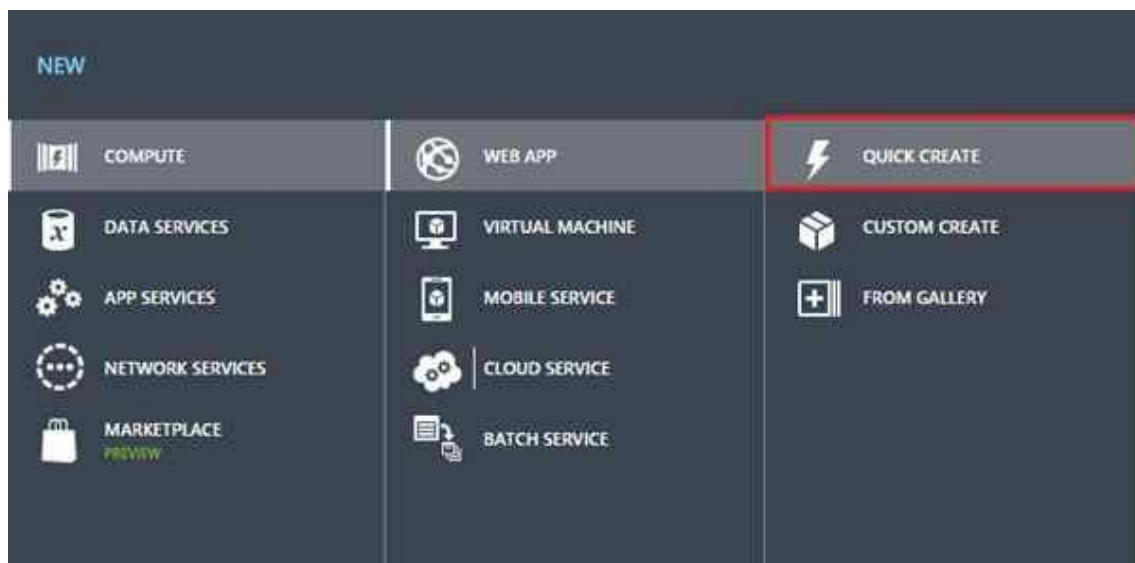 NEW
COMPUTE
DATA SERVICES
APP SERVICES
NETWORK SERVICES
MARKETPLACE
PREVIEW
WEB APP
VIRTUAL MACHINE
MOBILE SERVICE
CLOUD SERVICE
BATCH SERVICE
QUICK CREATE
CUSTOM CREATE
FROM GALLERY